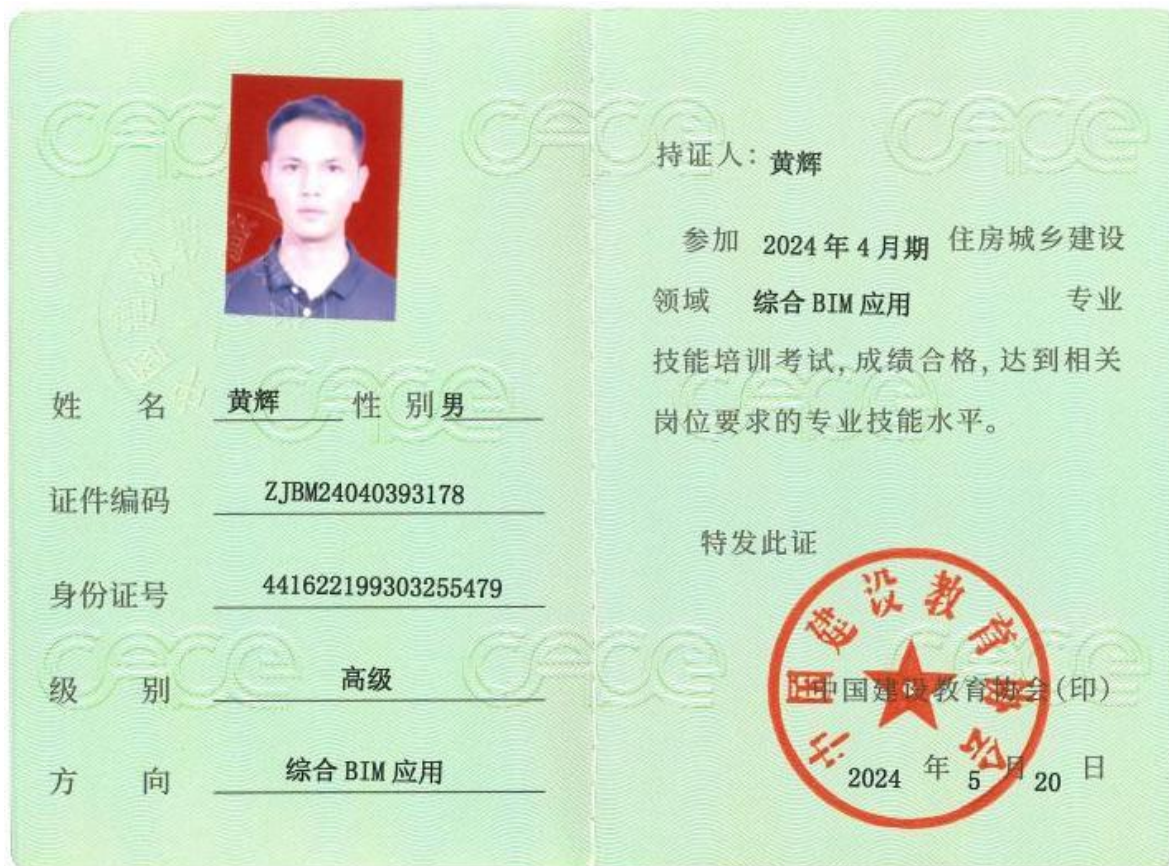 姓名 黄辉 性别 男
证件编码 ZJBM24040393178
身份证号 441622199303255479
级别 高级
方向 综合BIM应用
持证人：黄辉
参加 2024年4月期 住房城乡建设
领域 综合BIM应用 专业
技能培训考试，成绩合格，达到相关
岗位要求的专业技能水平。
特发此证
中国建设教育协会
中国建设教育协会(印)
2024 年 5 月 20 日
CACE